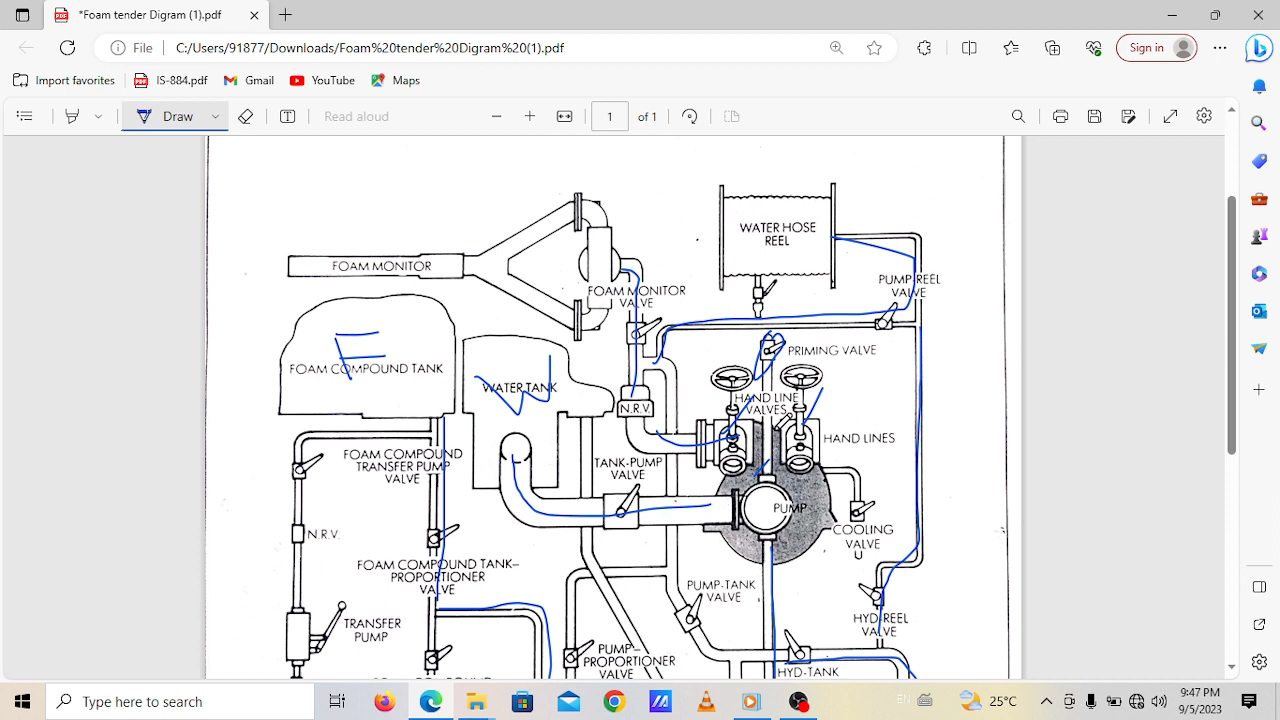 *Foam tender Digram (1).pdf
File C:/Users/91877/Downloads/Foam%20tender%20Digram%20(1).pdf
Sign in
Import favorites IS-884.pdf Gmail YouTube Maps
Draw Read aloud 1 of 1
WATER HOSE
REEL
FOAM MONITOR
PUMP-REEL
VALVE
FOAM MONITOR
VALVE
F
FOAM COMPOUND TANK
PRIMING VALVE
W
WATER TANK
N.R.V.
HAND LINE
VALVES
HAND LINES
FOAM COMPOUND
TRANSFER PUMP
VALVE
TANK-PUMP
VALVE
PUMP
N.R.V.
COOLING
VALVE
U
FOAM COMPOUND TANK–
PROPORTIONER
VALVE
PUMP-TANK
VALVE
TRANSFER
PUMP
HYD-REEL
VALVE
PUMP–
PROPORTIONER
VALVE
HYD-TANK
Type here to search
25°C
EN
9:47 PM
9/5/2023